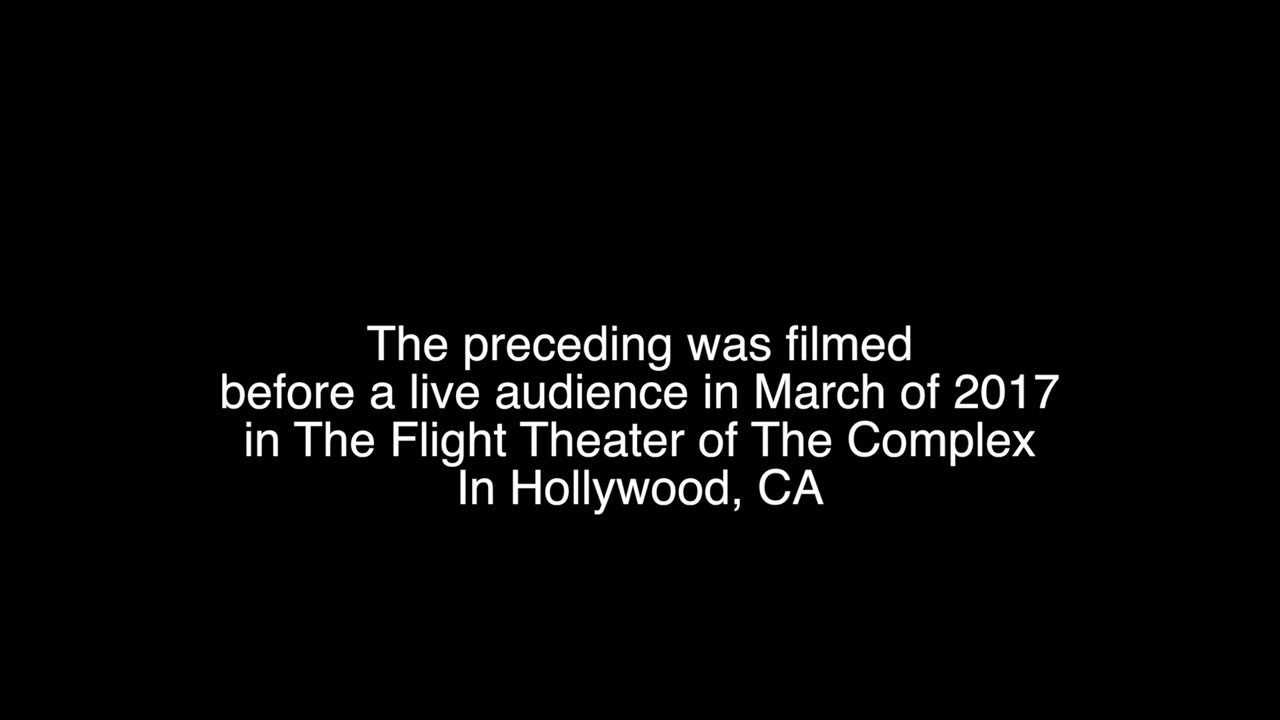 The preceding was filmed
before a live audience in March of 2017
in The Flight Theater of The Complex
In Hollywood, CA